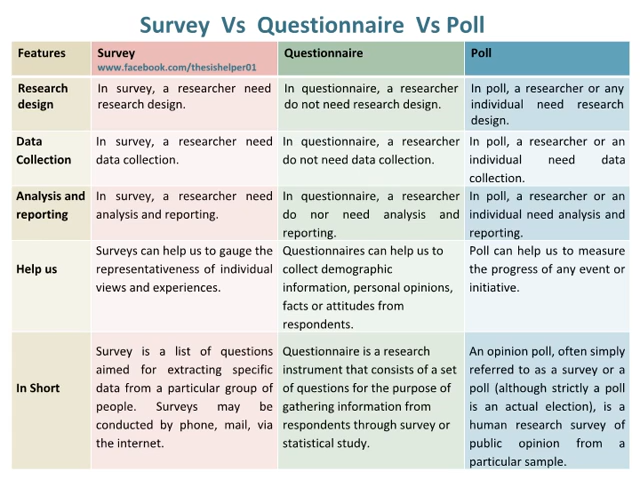 Survey Vs Questionnaire Vs Poll
Features
Survey
www.facebook.com/thesishelper01
Questionnaire
Poll
Research
design
In survey, a researcher need
research design.
In questionnaire, a researcher
do not need research design.
In poll, a researcher or any
individual need research
design.
Data
Collection
In survey, a researcher need
data collection.
In questionnaire, a researcher
do not need data collection.
In poll, a researcher or an
individual need data
collection.
Analysis and
reporting
In survey, a researcher need
analysis and reporting.
In questionnaire, a researcher
do nor need analysis and
reporting.
In poll, a researcher or an
individual need analysis and
reporting.
Help us
Surveys can help us to gauge the
representativeness of individual
views and experiences.
Questionnaires can help us to
collect demographic
information, personal opinions,
facts or attitudes from
respondents.
Poll can help us to measure
the progress of any event or
initiative.
In Short
Survey is a list of questions
aimed for extracting specific
data from a particular group of
people. Surveys may be
conducted by phone, mail, via
the internet.
Questionnaire is a research
instrument that consists of a set
of questions for the purpose of
gathering information from
respondents through survey or
statistical study.
An opinion poll, often simply
referred to as a survey or a
poll (although strictly a poll
is an actual election), is a
human research survey of
public opinion from a
particular sample.